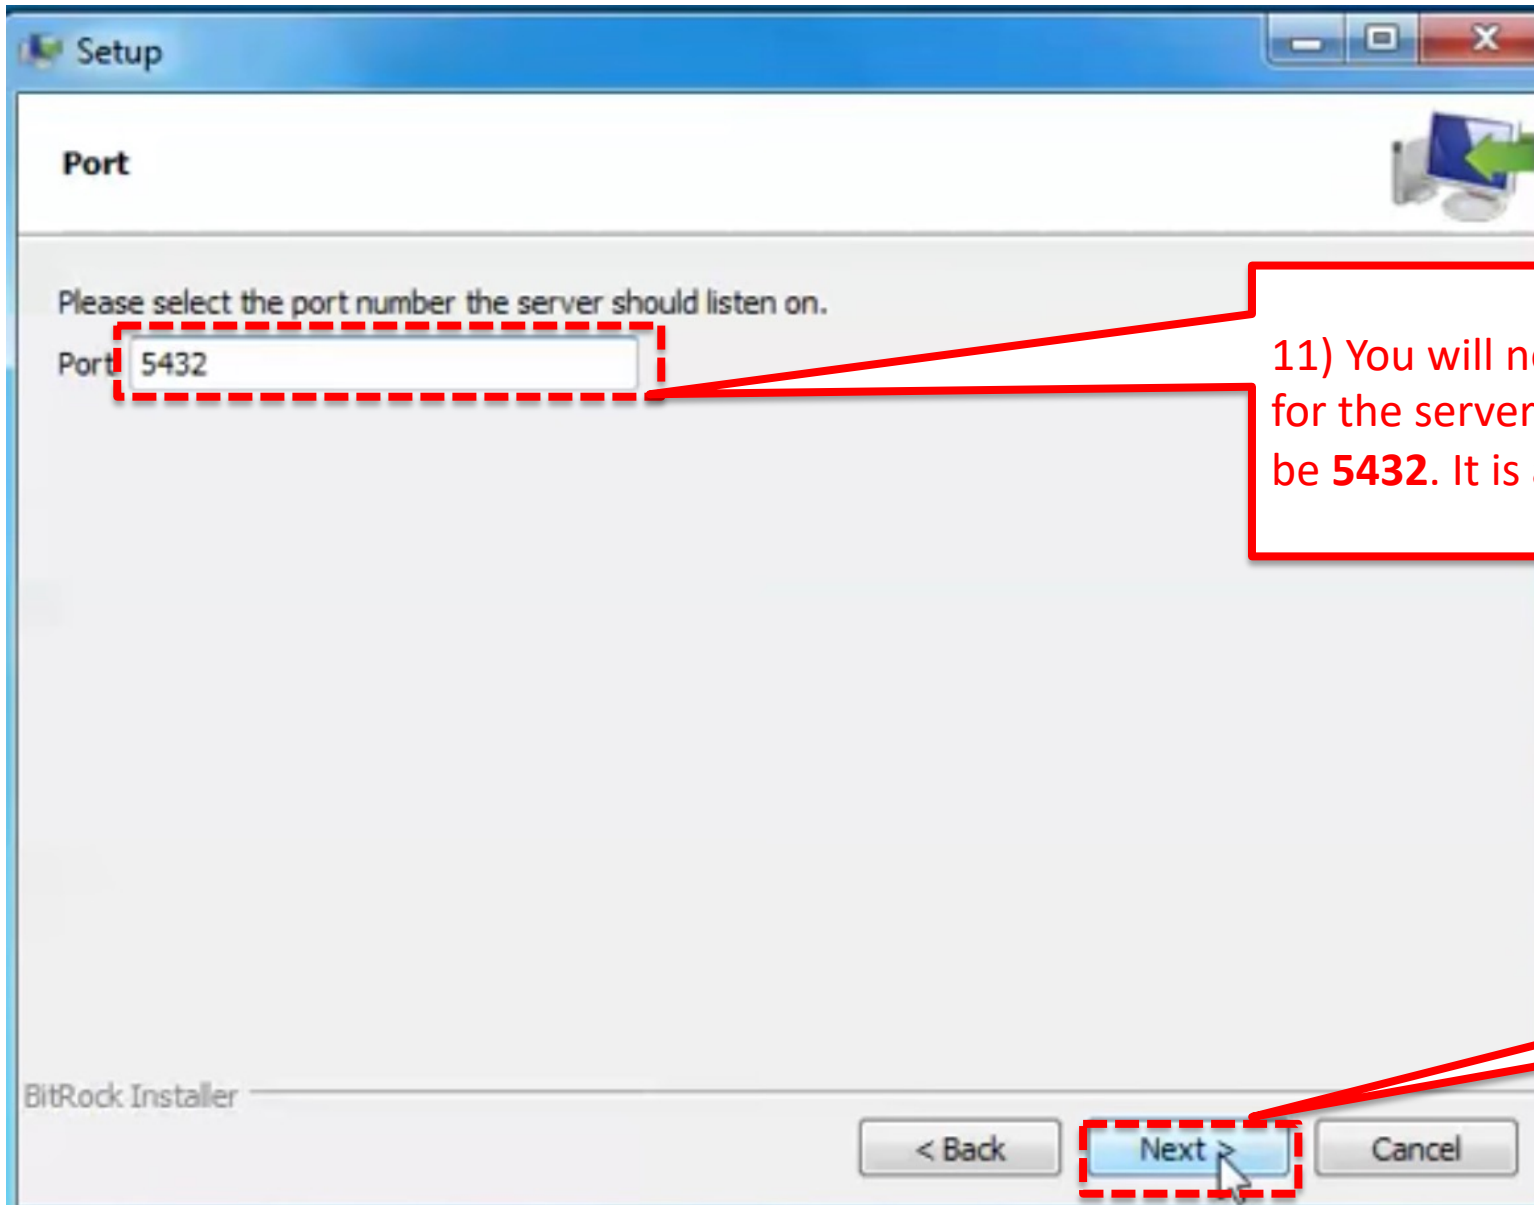 Setup
Port
Please select the port number the server should listen on.
Port 5432
11) You will n
for the server
be 5432. It is
BitRock Installer
< Back Next > Cancel